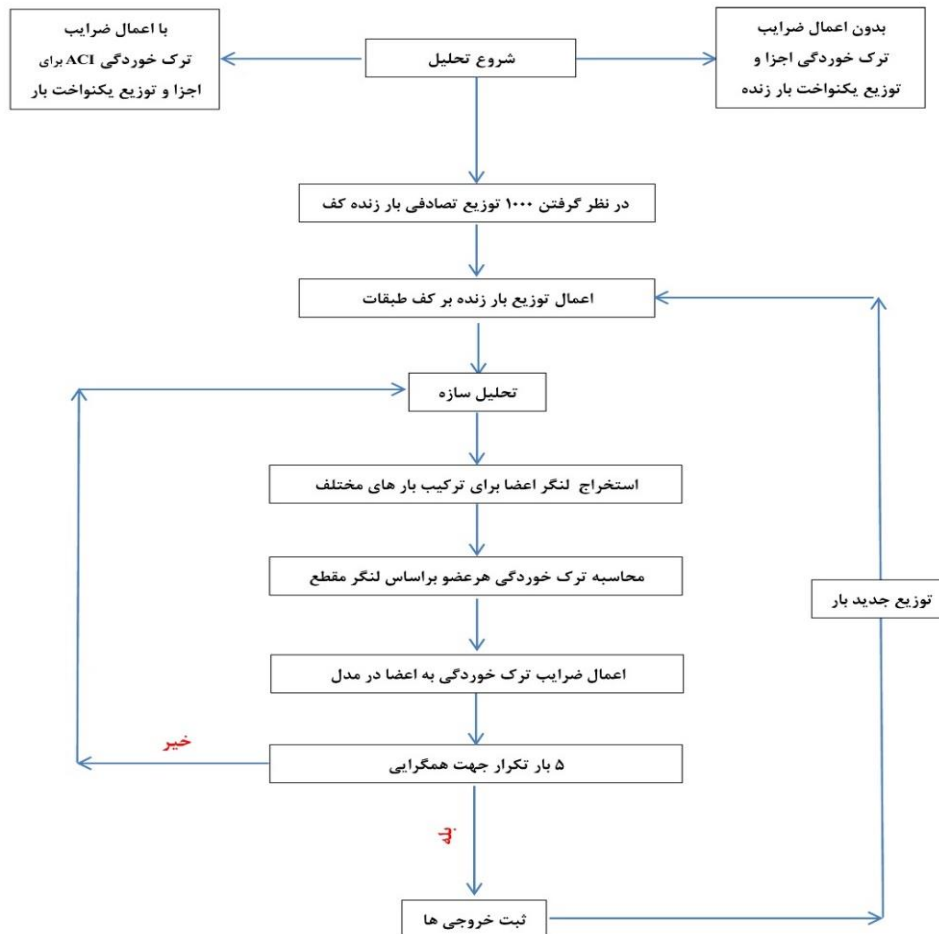 بدون اعمال ضرایب
ترک خوردگی اجزا و
توزیع یکنواخت بار زنده
شروع تحلیل
با اعمال ضرایب
ترک خوردگی ACI برای
اجزا و توزیع یکنواخت بار
در نظر گرفتن ۱۰۰۰ توزیع تصادفی بار زنده کف
اعمال توزیع بار زنده بر کف طبقات
تحلیل سازه
استخراج لنگر اعضا برای ترکیب بار های مختلف
محاسبه ترک خوردگی هرعضو براساس لنگر مقطع
توزیع جدید بار
اعمال ضرایب ترک خوردگی به اعضا در مدل
خیر
۵ بار تکرار جهت همگرایی
بله
ثبت خروجی ها